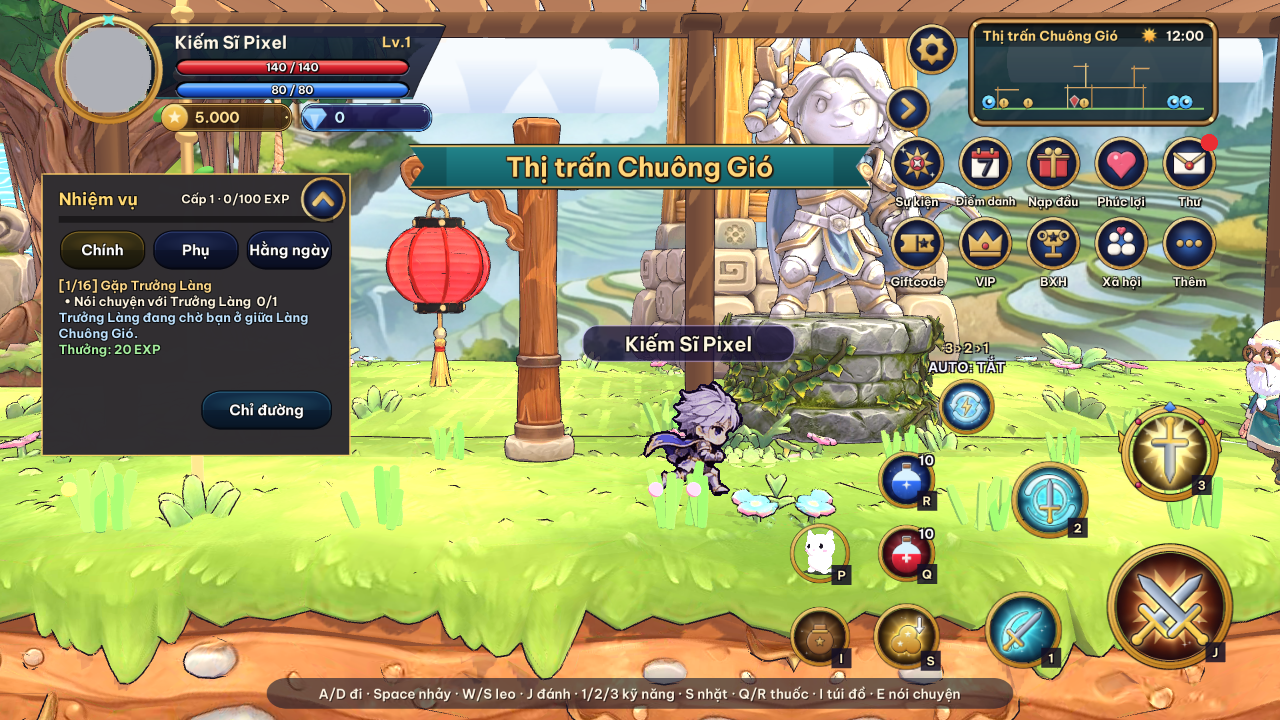 Kiếm Sĩ Pixel Lv.1
140 / 140
80 / 80
5.000 0
Thị trấn Chuông Gió 12:00
Thị trấn Chuông Gió
Nhiệm vụ Cấp 1 · 0/100 EXP
Chính Phụ Hằng ngày
[1/16] Gặp Trưởng Làng
• Nói chuyện với Trưởng Làng 0/1
Trưởng Làng đang chờ bạn ở giữa Làng
Chuông Gió.
Thưởng: 20 EXP
Chỉ đường
7
Sự kiện Điểm danh Nạp đầu Phúc lợi Thư
Giftcode VIP BXH Xã hội Thêm
Kiếm Sĩ Pixel
3›2›1
AUTO: TẮT
10
R
3
2
10
Q
P
I
S
1
J
A/D đi · Space nhảy · W/S leo · J đánh · 1/2/3 kỹ năng · S nhặt · Q/R thuốc · I túi đồ · E nói chuyện